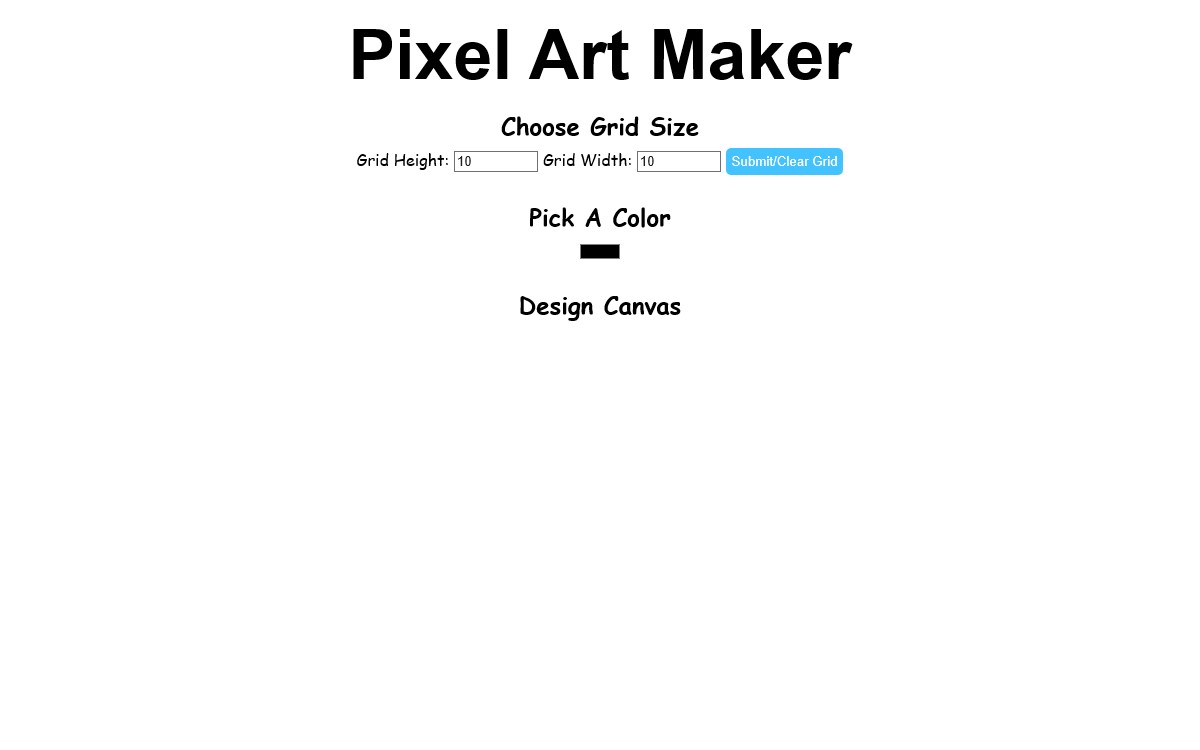 Pixel Art Maker
Choose Grid Size
Grid Height: 10 Grid Width: 10 Submit/Clear Grid
Pick A Color
Design Canvas